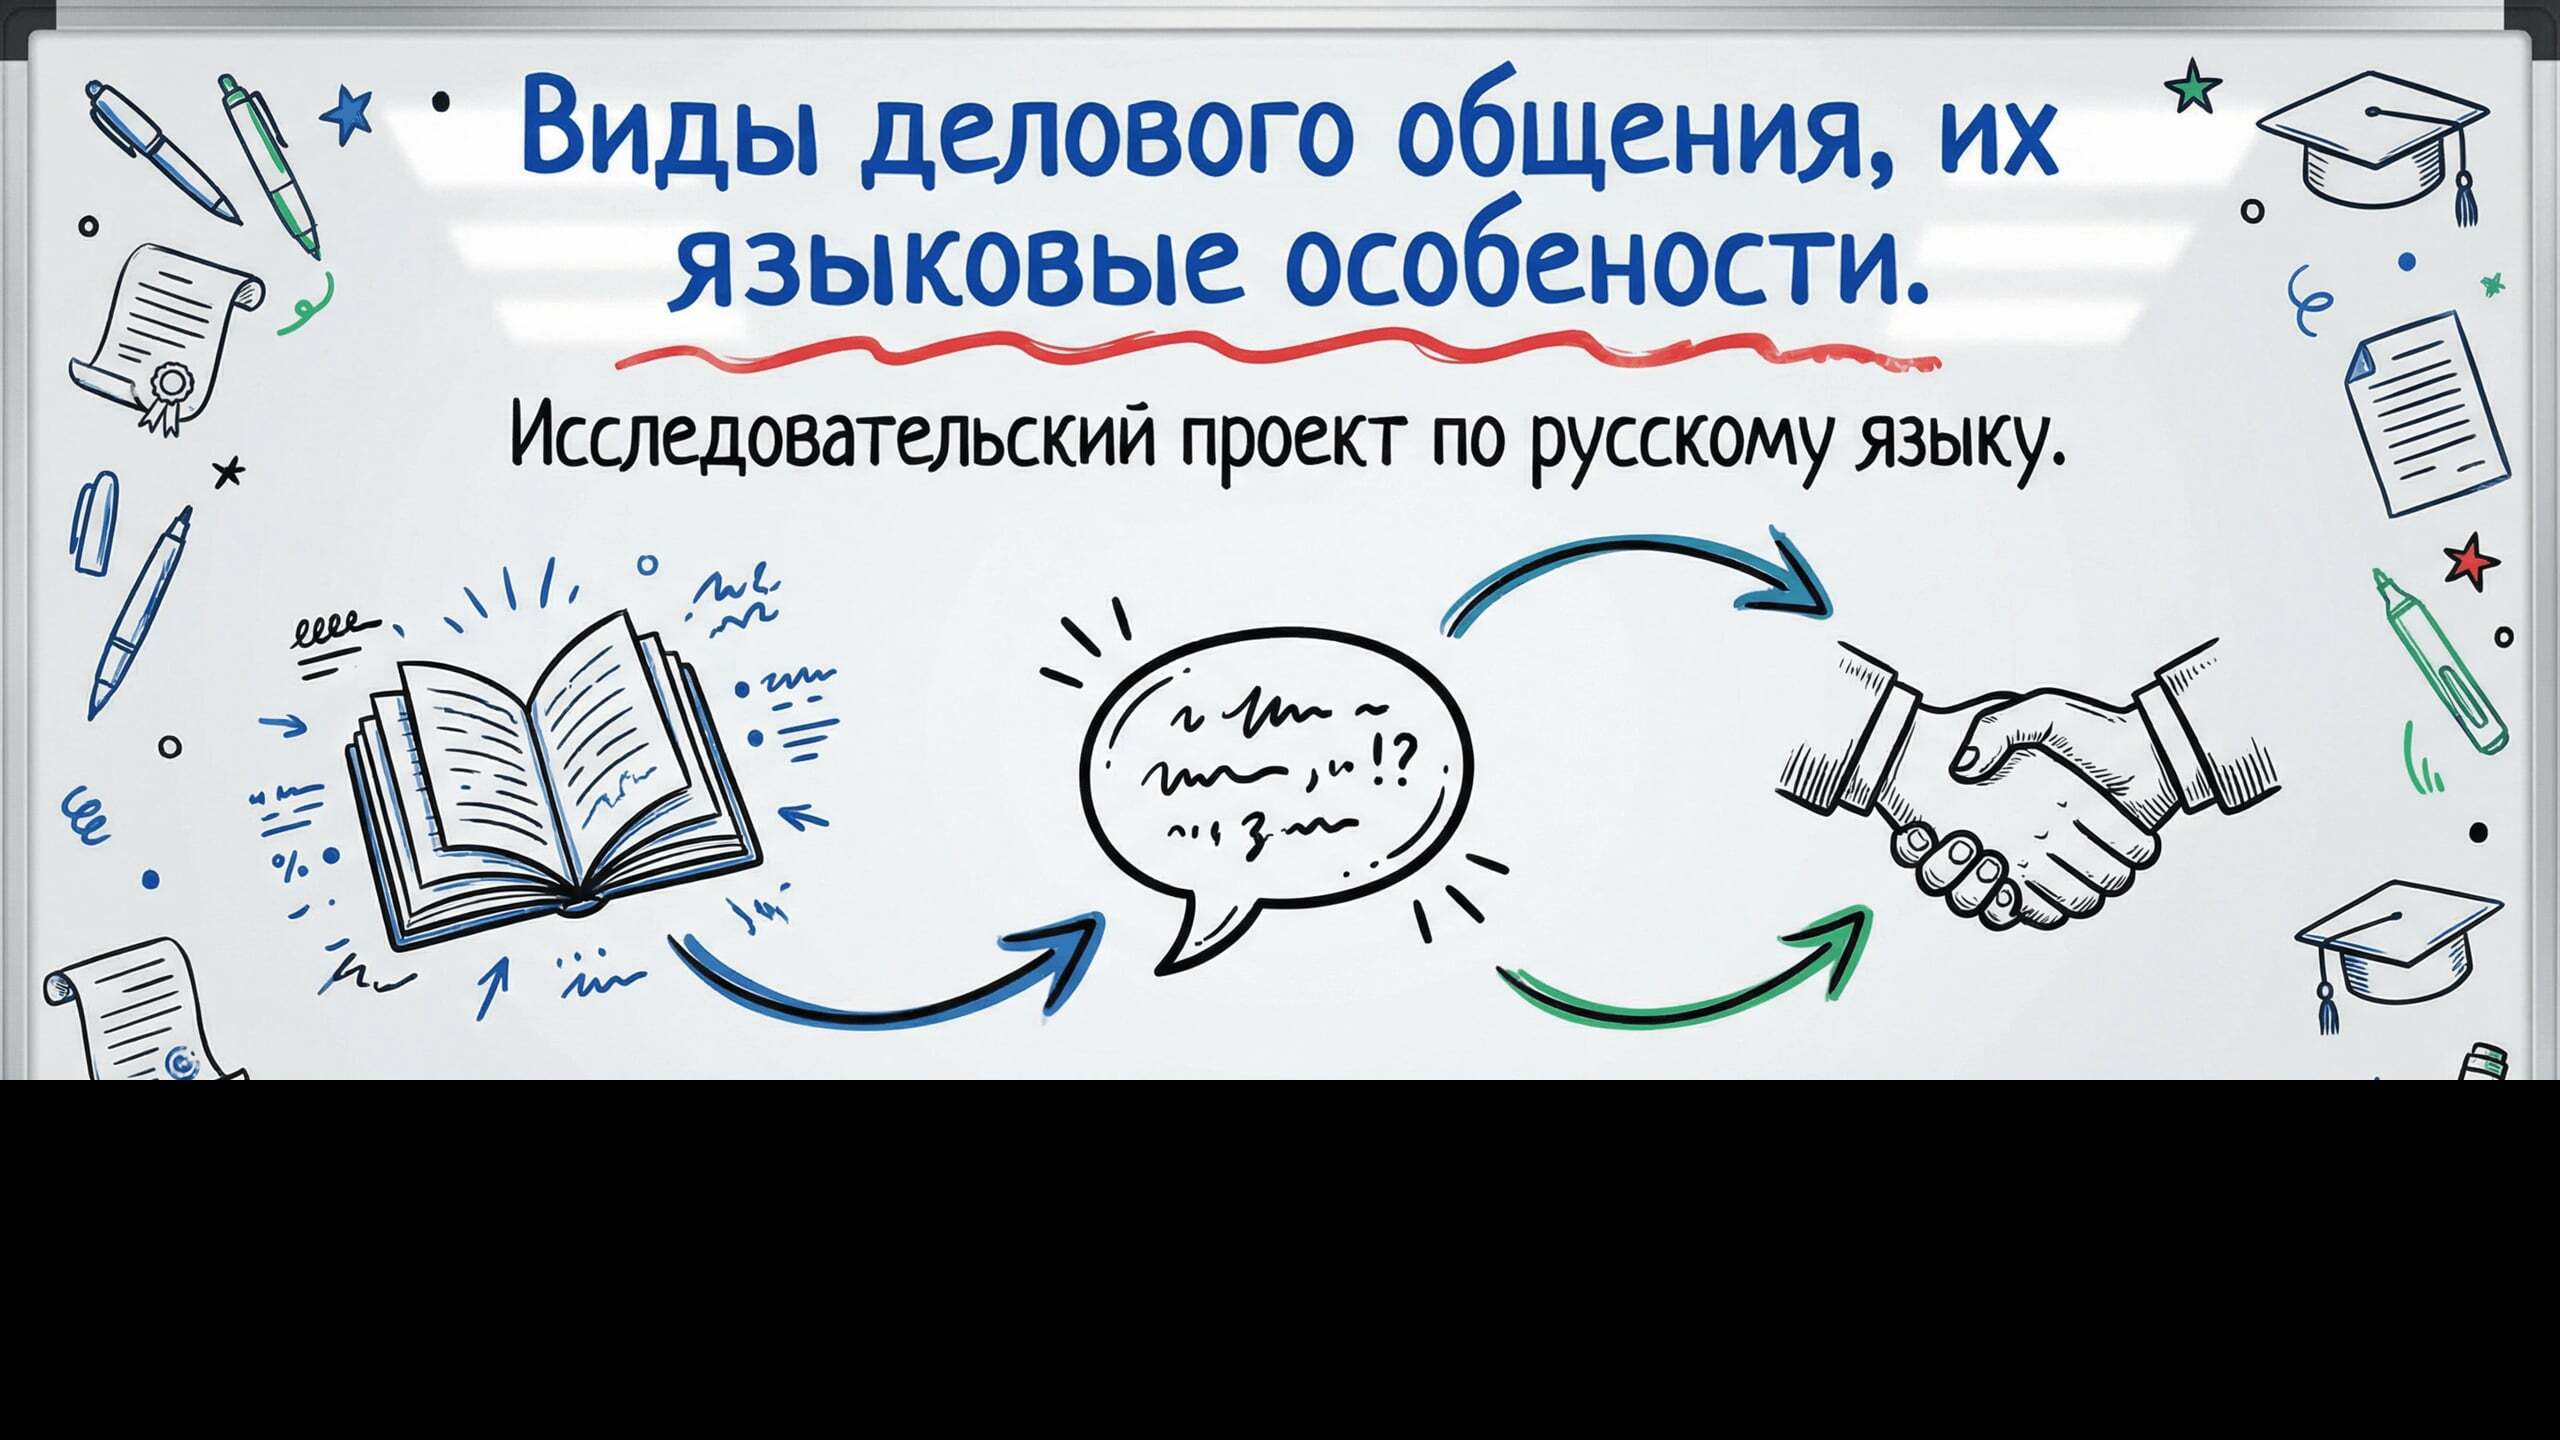 Виды делового общения, их
языковые особености.
Исследовательский проект по русскому языку.
!?
%